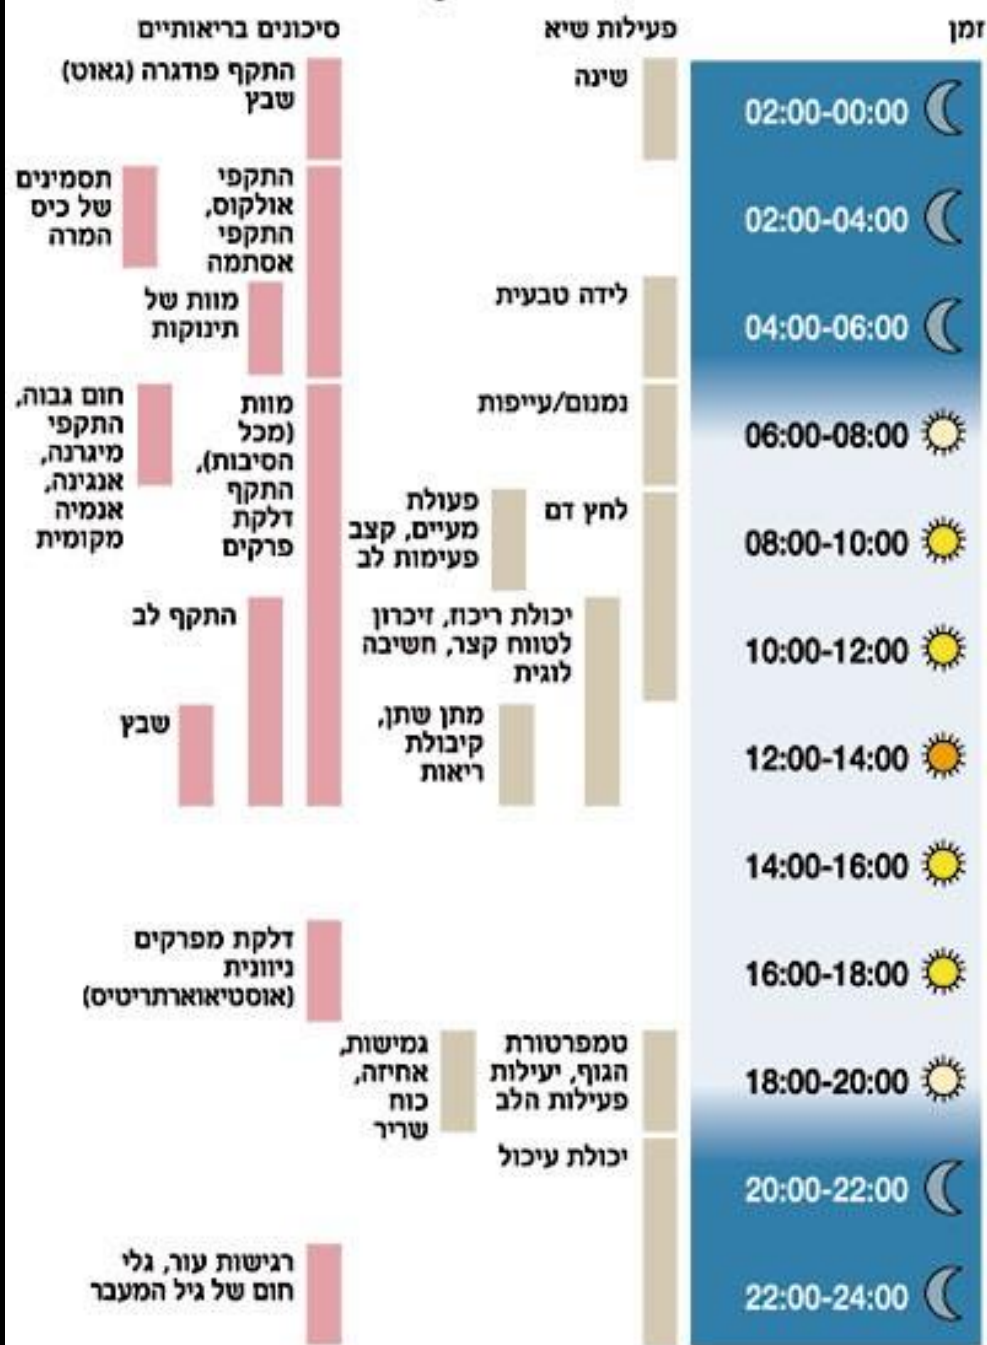 זמן
פעילות שיא
סיכונים בריאותיים
02:00-00:00
02:00-04:00
04:00-06:00
06:00-08:00
08:00-10:00
10:00-12:00
12:00-14:00
14:00-16:00
16:00-18:00
18:00-20:00
20:00-22:00
22:00-24:00
שינה
לידה טבעית
נמנום/עייפות
לחץ דם
פעולת
מעיים, קצב
פעימות לב
יכולת ריכוז, זיכרון
לטווח קצר, חשיבה
לוגית
מתן שתן,
קיבולת
ריאות
טמפרטורת
הגוף, יעילות
פעילות הלב
גמישות,
אחיזה,
כוח
שריר
יכולת עיכול
התקף פודגרה (גאוט)
שבץ
התקפי
אולקוס,
התקפי
אסתמה
תסמינים
של כיס
המרה
מוות של
תינוקות
מוות
(מכל
הסיבות),
התקף
דלקת
פרקים
חום גבוה,
התקפי
מיגרנה,
אנגינה,
אנמיה
מקומית
התקף לב
שבץ
דלקת מפרקים
ניוונית
(אוסטיאוארתריטיס)
רגישות עור, גלי
חום של גיל המעבר